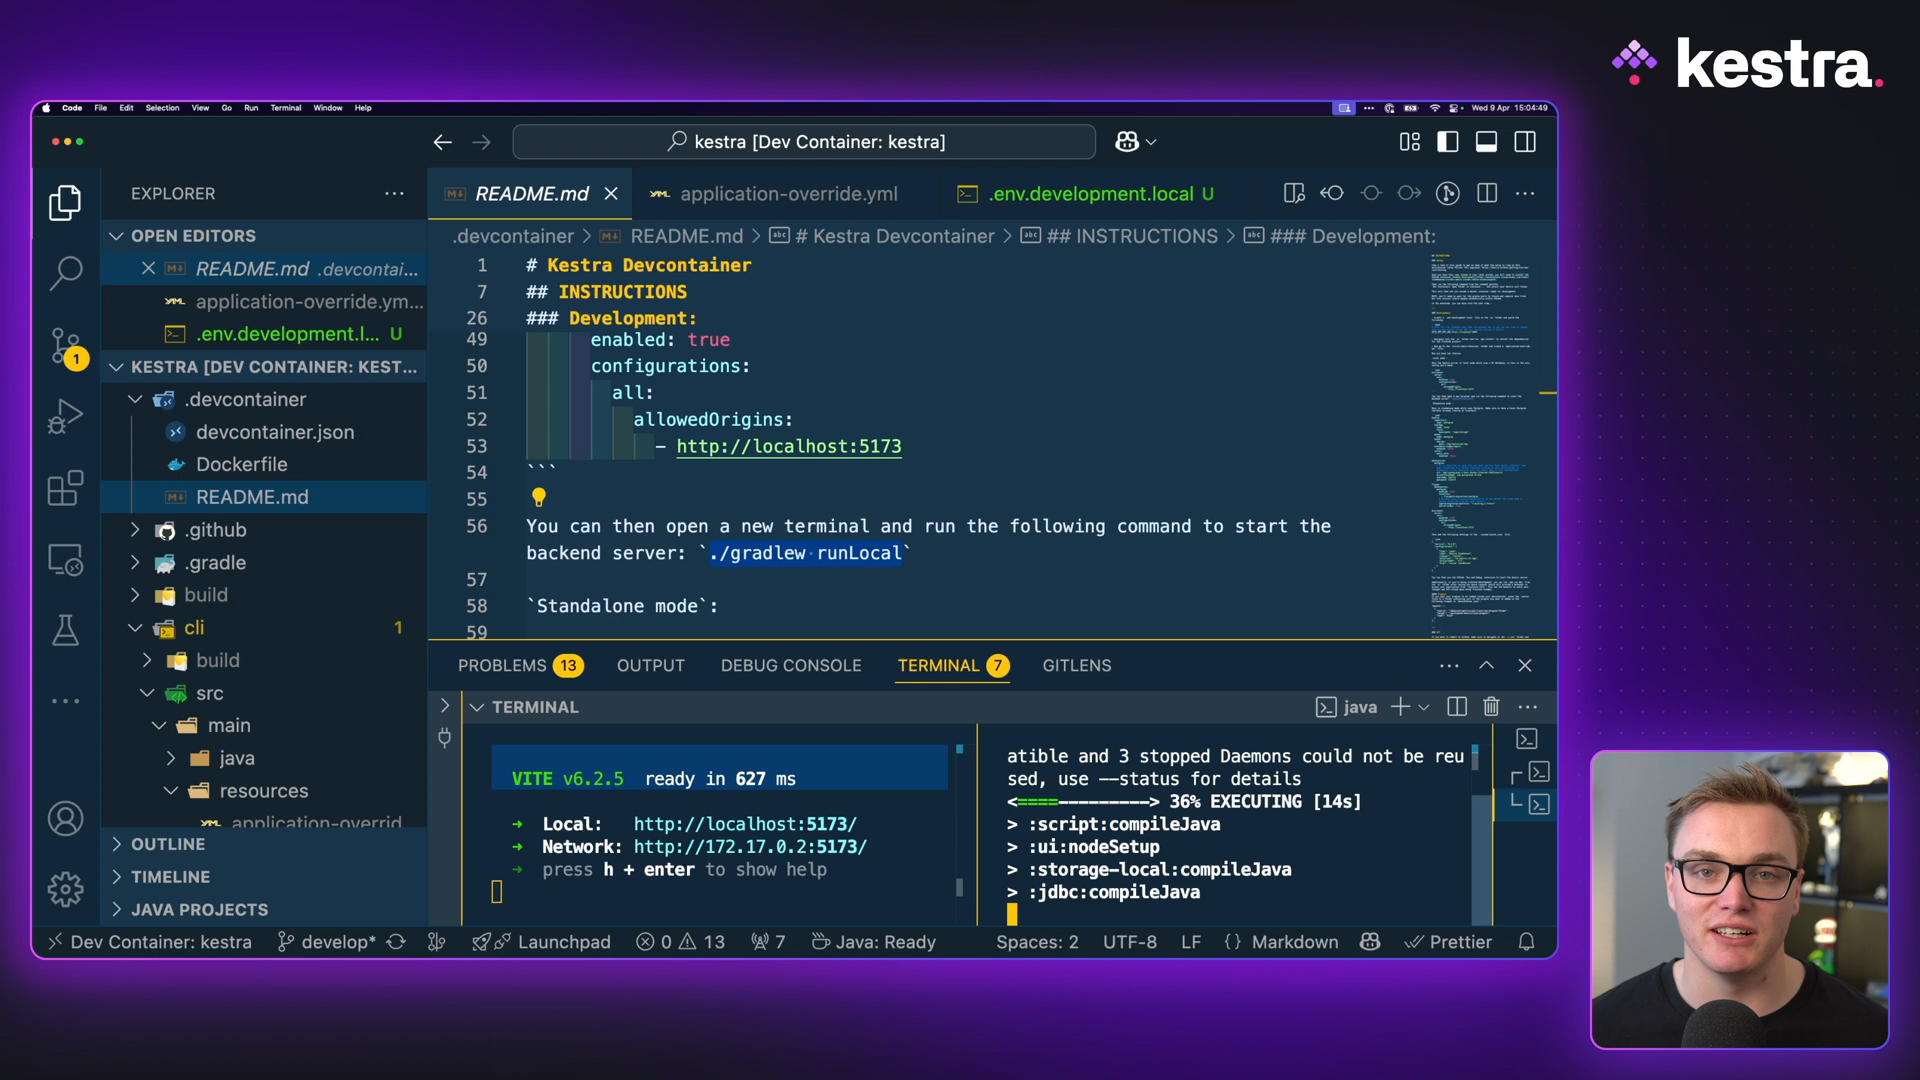 kestra.
Code File Edit Selection View Go Run Terminal Window Help
Wed 9 Apr 15:04:49
kestra [Dev Container: kestra]
EXPLORER
README.md
application-override.yml
.env.development.local U
OPEN EDITORS
README.md .devcontai...
application-override.ym...
.env.development.l... U
KESTRA [DEV CONTAINER: KEST...
.devcontainer
devcontainer.json
Dockerfile
README.md
.github
.gradle
build
cli 1
build
src
main
java
resources
application-overrid
OUTLINE
TIMELINE
JAVA PROJECTS
1
.devcontainer > README.md > # Kestra Devcontainer > ## INSTRUCTIONS > ### Development:
1 # Kestra Devcontainer
7 ## INSTRUCTIONS
26 ### Development:
49 enabled: true
50 configurations:
51 all:
52 allowedOrigins:
53 - http://localhost:5173
54 ```
55
56 You can then open a new terminal and run the following command to start the
backend server: `./gradlew runLocal`
57
58 `Standalone mode`:
59
PROBLEMS 13 OUTPUT DEBUG CONSOLE TERMINAL 7 GITLENS
TERMINAL
java
VITE v6.2.5 ready in 627 ms
➜ Local: http://localhost:5173/
➜ Network: http://172.17.0.2:5173/
➜ press h + enter to show help
atible and 3 stopped Daemons could not be reu
sed, use --status for details
<====---------> 36% EXECUTING [14s]
> :script:compileJava
> :ui:nodeSetup
> :storage-local:compileJava
> :jdbc:compileJava
Dev Container: kestra develop* Launchpad 0 13 7 Java: Ready Spaces: 2 UTF-8 LF {} Markdown Prettier